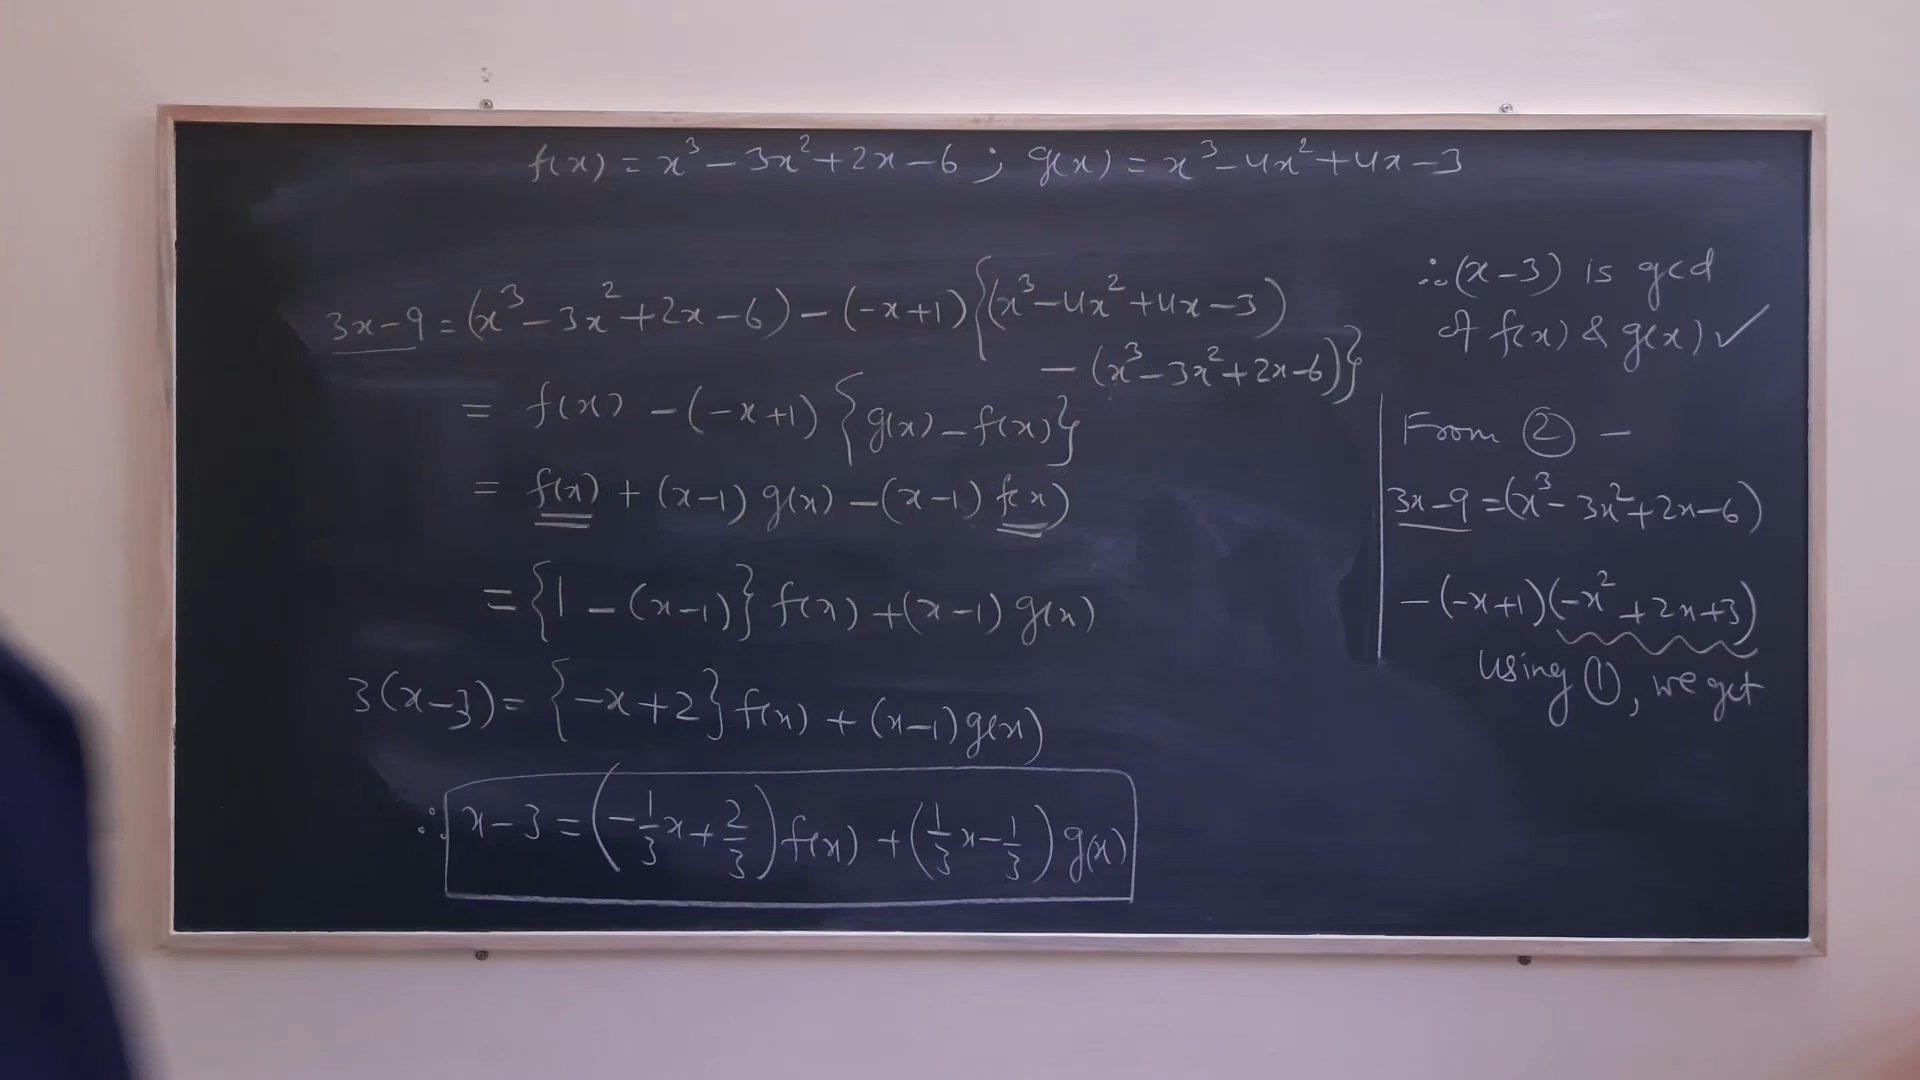 f(x) = x³ - 3x² + 2x - 6 ; g(x) = x³ - 4x² + 4x - 3
3x - 9 = (x³ - 3x² + 2x - 6) - (-x+1) {(x³ - 4x² + 4x - 3)
- (x³ - 3x² + 2x - 6)}
= f(x) - (-x+1) {g(x) - f(x)}
= f(x) + (x-1) g(x) - (x-1) f(x)
= {1 - (x-1)} f(x) + (x-1) g(x)
3(x-3) = {-x+2} f(x) + (x-1) g(x)
∴ x - 3 = (-1/3 x + 2/3) f(x) + (1/3 x - 1/3) g(x)
∴ (x-3) is gcd
of f(x) & g(x) ✓
From ② -
3x - 9 = (x³ - 3x² + 2x - 6)
- (-x+1)(-x² + 2x + 3)
using ①, we get